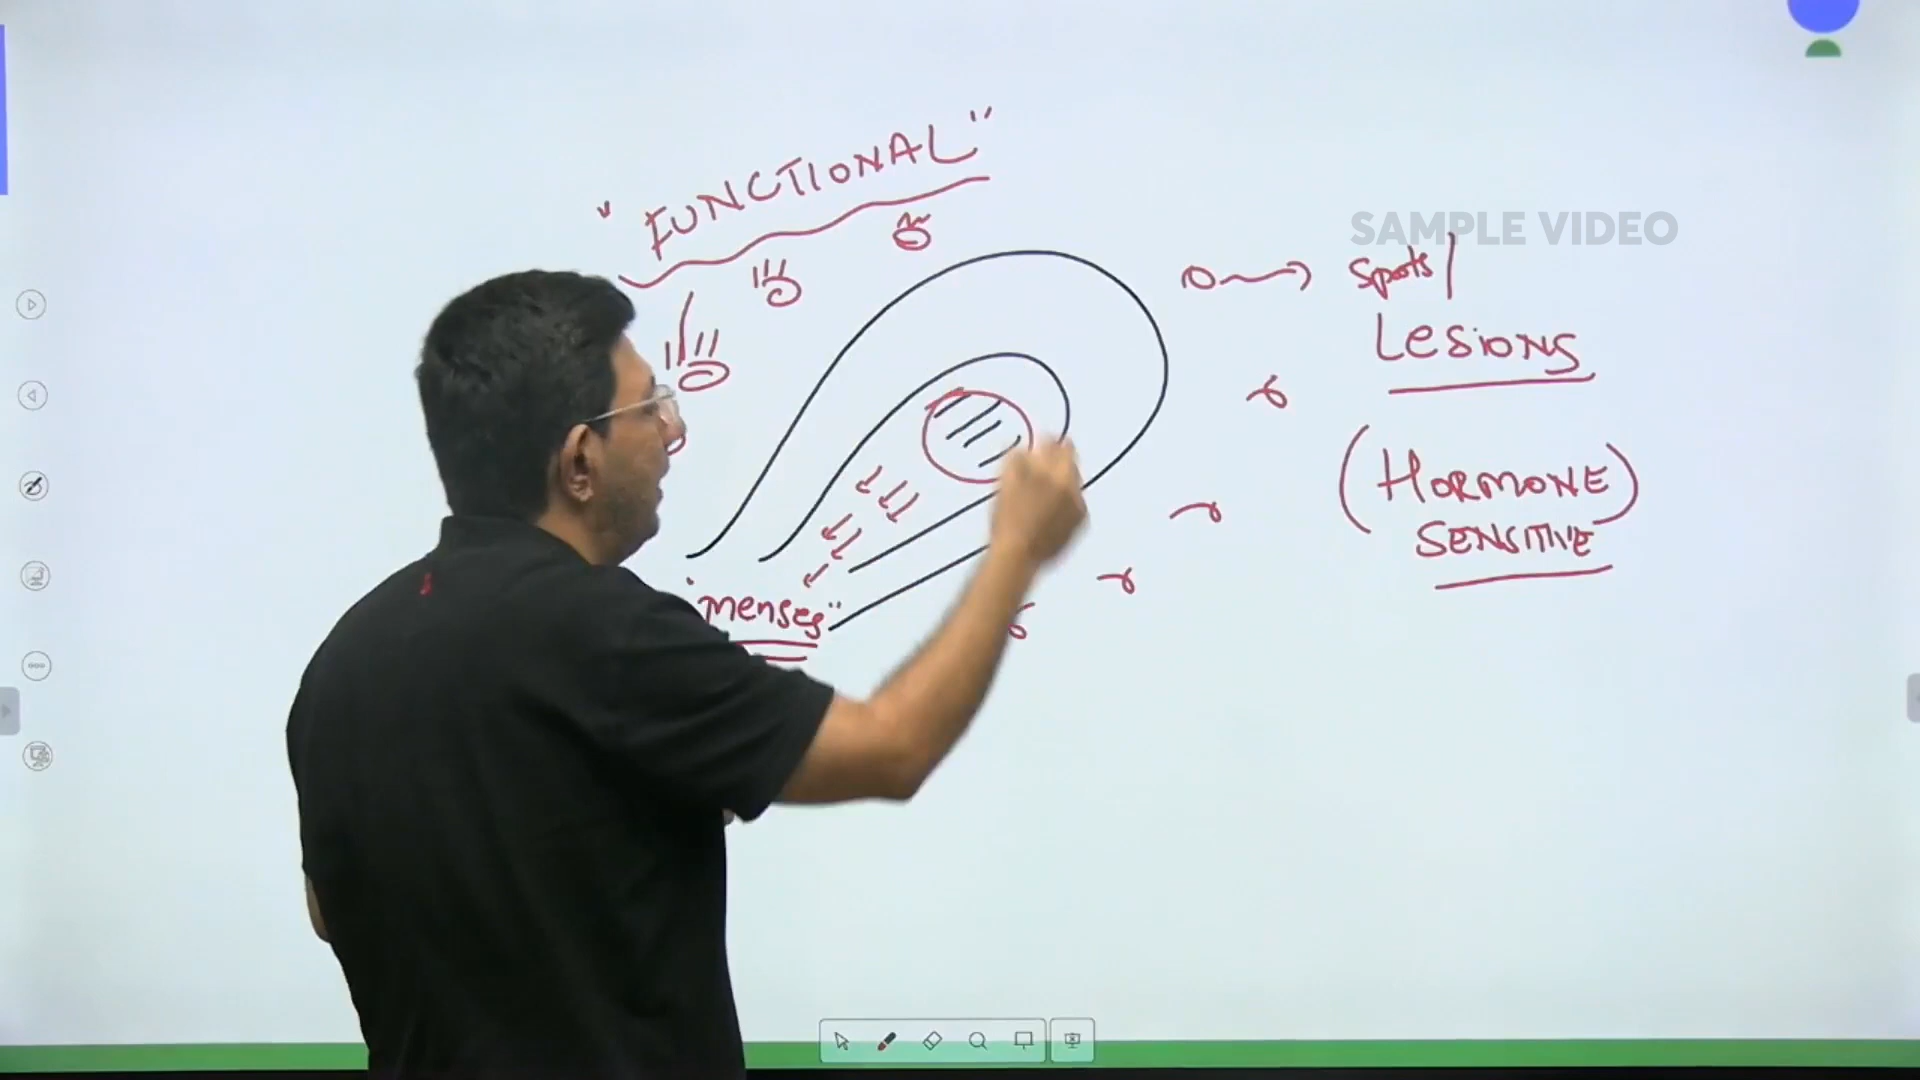 "FUNCTIONAL"
SAMPLE VIDEO
Spots/
LESIONS
(HORMONE)
SENSITIVE
"menses"